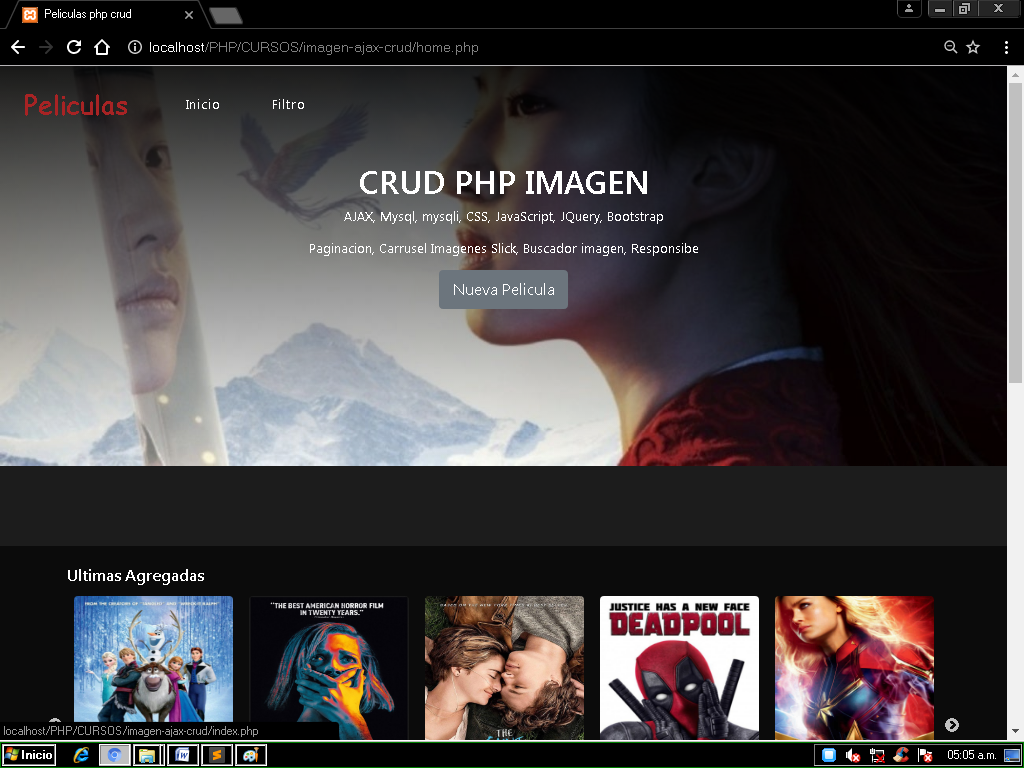 Peliculas php crud
localhost/PHP/CURSOS/imagen-ajax-crud/home.php
Peliculas
Inicio
Filtro
CRUD PHP IMAGEN
AJAX, Mysql, mysqli, CSS, JavaScript, JQuery, Bootstrap
Paginacion, Carrusel Imagenes Slick, Buscador imagen, Responsibe
Nueva Pelicula
Ultimas Agregadas
"THE BEST AMERICAN HORROR FILM
IN TWENTY YEARS."
JUSTICE HAS A NEW FACE
DEADPOOL
THE
localhost/PHP/CURSOS/imagen-ajax-crud/index.php
Inicio
05:05 a.m.